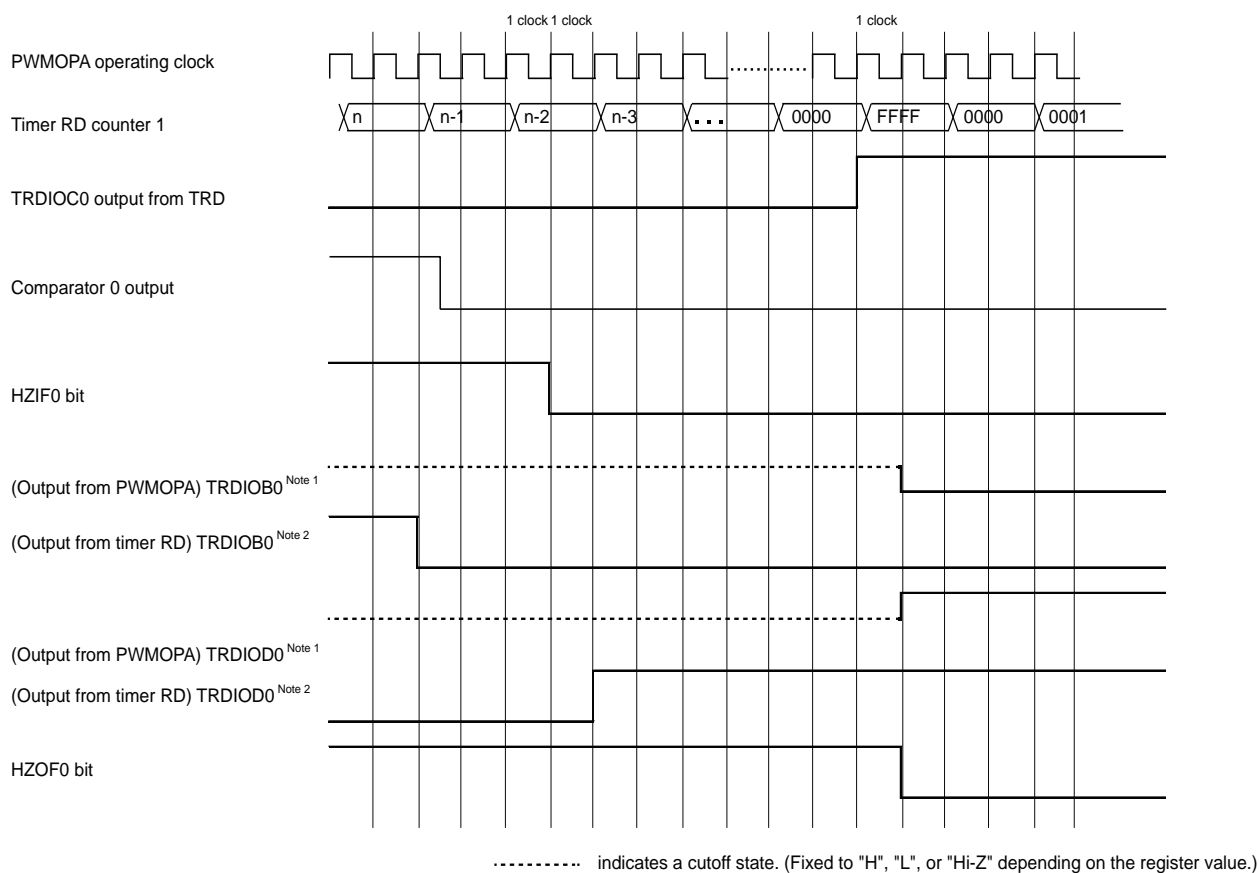 1 clock 1 clock 1 clock
PWMOPA operating clock
Timer RD counter 1 n n-1 n-2 n-3 ... 0000 FFFF 0000 0001
TRDIOC0 output from TRD
Comparator 0 output
HZIF0 bit
(Output from PWMOPA) TRDIOB0 Note 1
(Output from timer RD) TRDIOB0 Note 2
(Output from PWMOPA) TRDIOD0 Note 1
(Output from timer RD) TRDIOD0 Note 2
HZOF0 bit
indicates a cutoff state. (Fixed to "H", "L", or "Hi-Z" depending on the register value.)